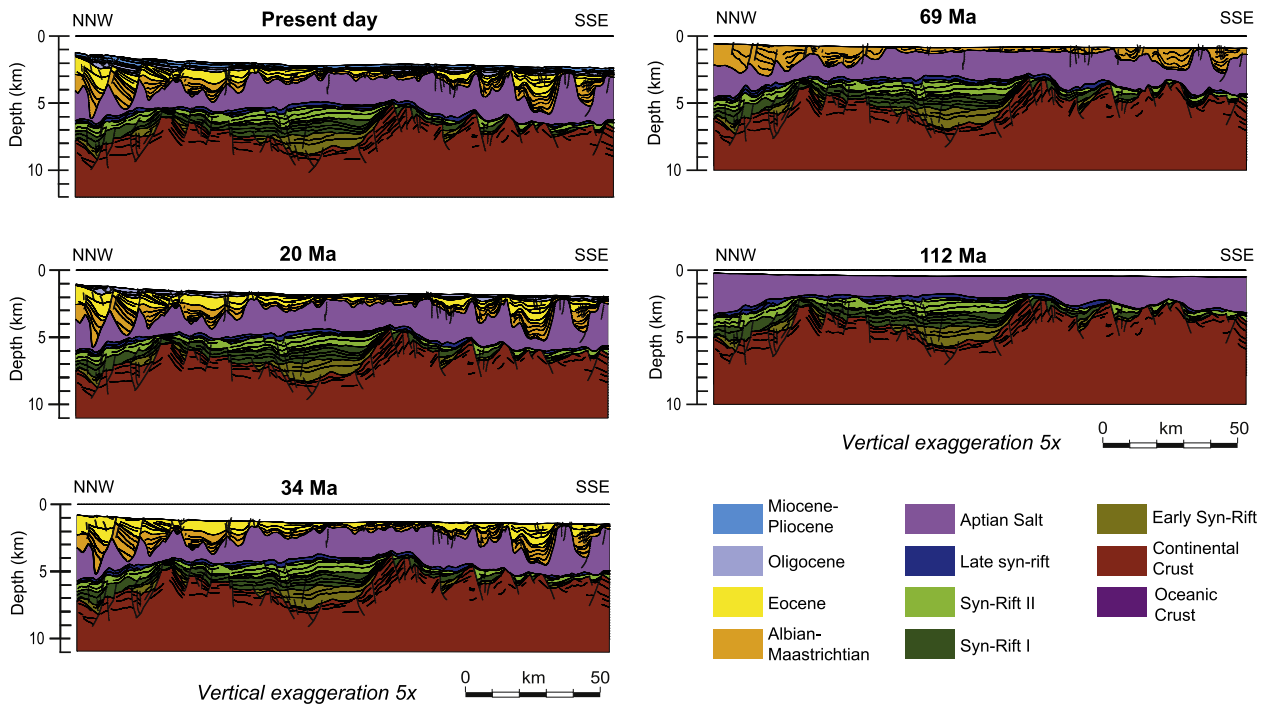 Present day
NNW
SSE
0
5
10
Depth (km)
20 Ma
NNW
SSE
0
5
10
Depth (km)
34 Ma
NNW
SSE
0
5
10
Depth (km)
Vertical exaggeration 5x
0 km 50
69 Ma
NNW
SSE
0
5
10
Depth (km)
112 Ma
NNW
SSE
0
5
10
Depth (km)
Vertical exaggeration 5x
0 km 50
Miocene-
Pliocene
Oligocene
Eocene
Albian-
Maastrichtian
Aptian Salt
Late syn-rift
Syn-Rift II
Syn-Rift I
Early Syn-Rift
Continental
Crust
Oceanic
Crust